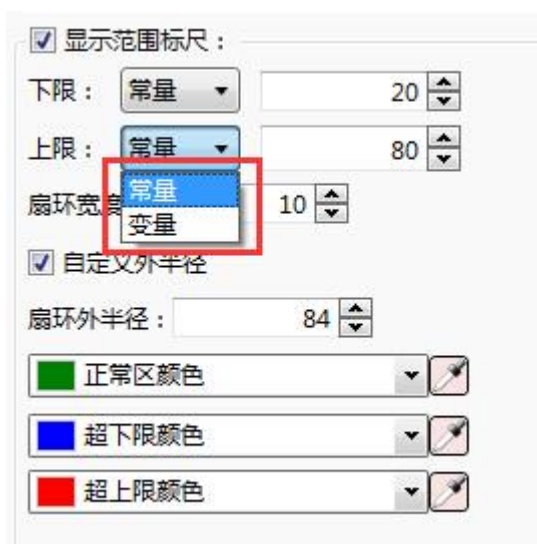 显示范围标尺：
下限： 常量 20
上限： 常量 80
扇环宽度 10
常量
变量
自定义外半径
扇环外半径： 84
正常区颜色
超下限颜色
超上限颜色